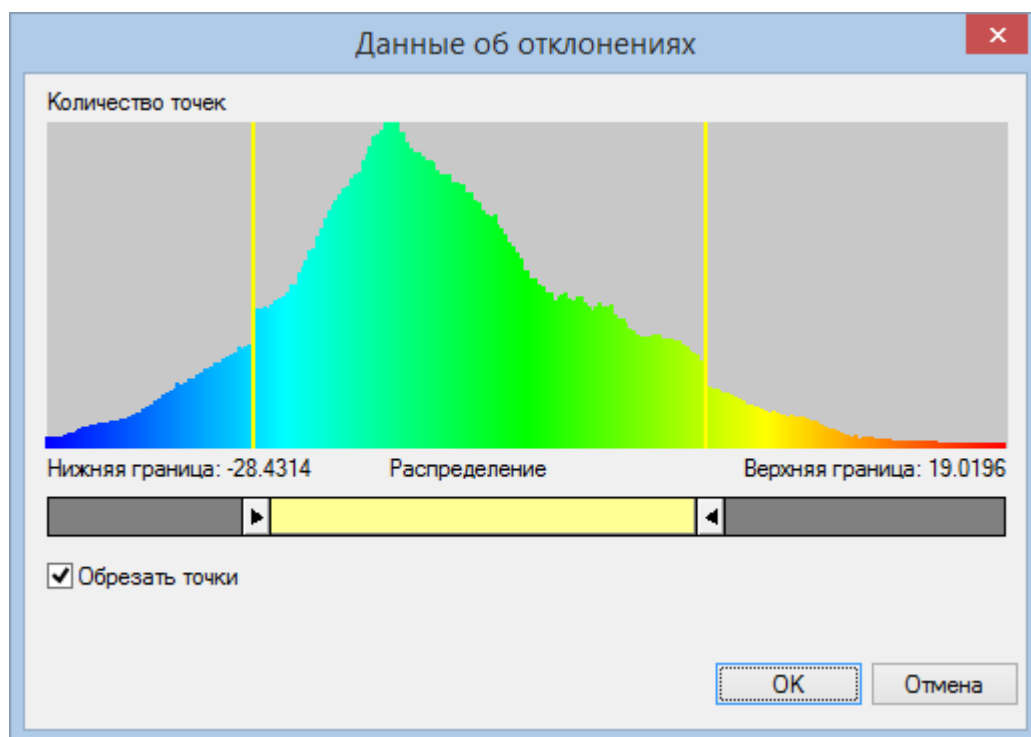 Данные об отклонениях
Количество точек
Нижняя граница: -28.4314 Распределение Верхняя граница: 19.0196
Обрезать точки
OK Отмена